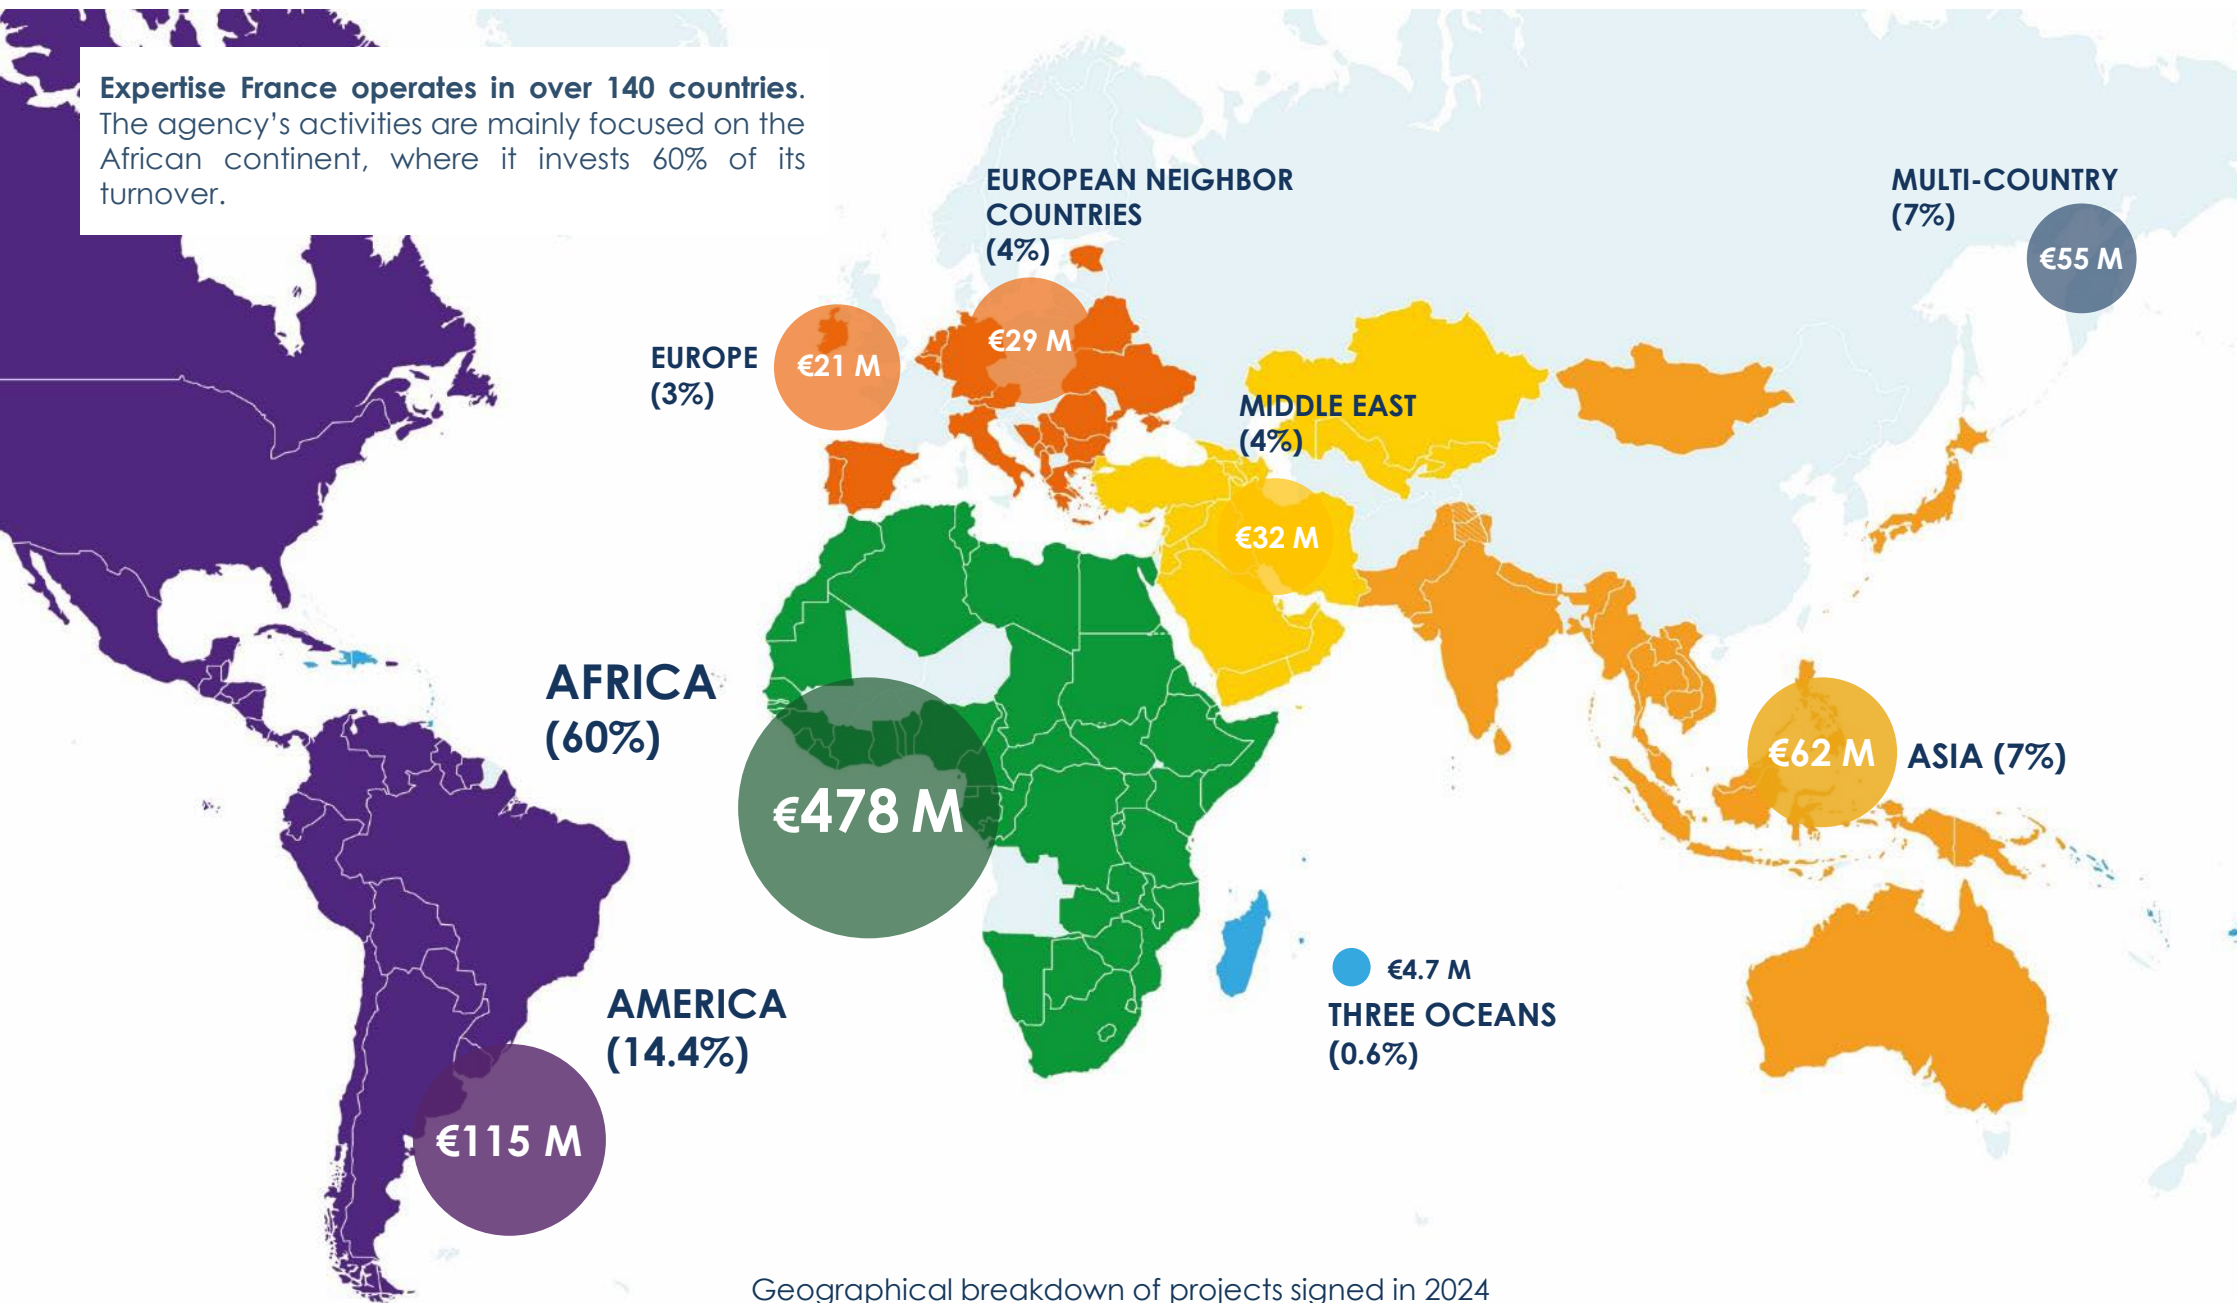 Expertise France operates in over 140 countries.
The agency's activities are mainly focused on the
African continent, where it invests 60% of its
turnover.
EUROPEAN NEIGHBOR
COUNTRIES
(4%)
€29 M
MULTI-COUNTRY
(7%)
€55 M
EUROPE
(3%)
€21 M
MIDDLE EAST
(4%)
€32 M
AFRICA
(60%)
€478 M
€62 M
ASIA (7%)
€4.7 M
THREE OCEANS
(0.6%)
AMERICA
(14.4%)
€115 M
Geographical breakdown of projects signed in 2024